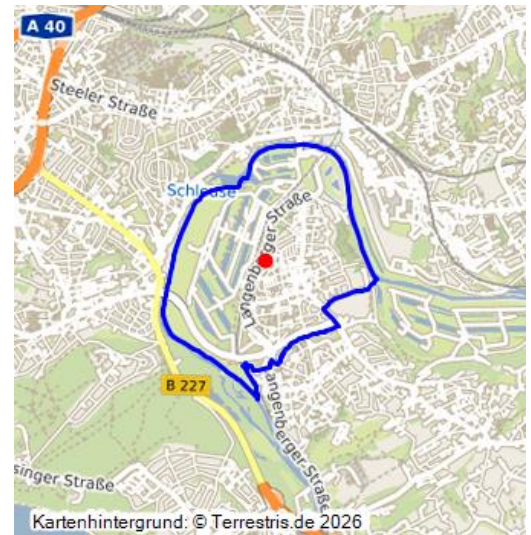 A 40
Steeler Straße
Schleuse
Langenberger Straße
B 227
Langenberger-Straße
singer Straße
Kartenhintergrund: © Terrestris.de 2026